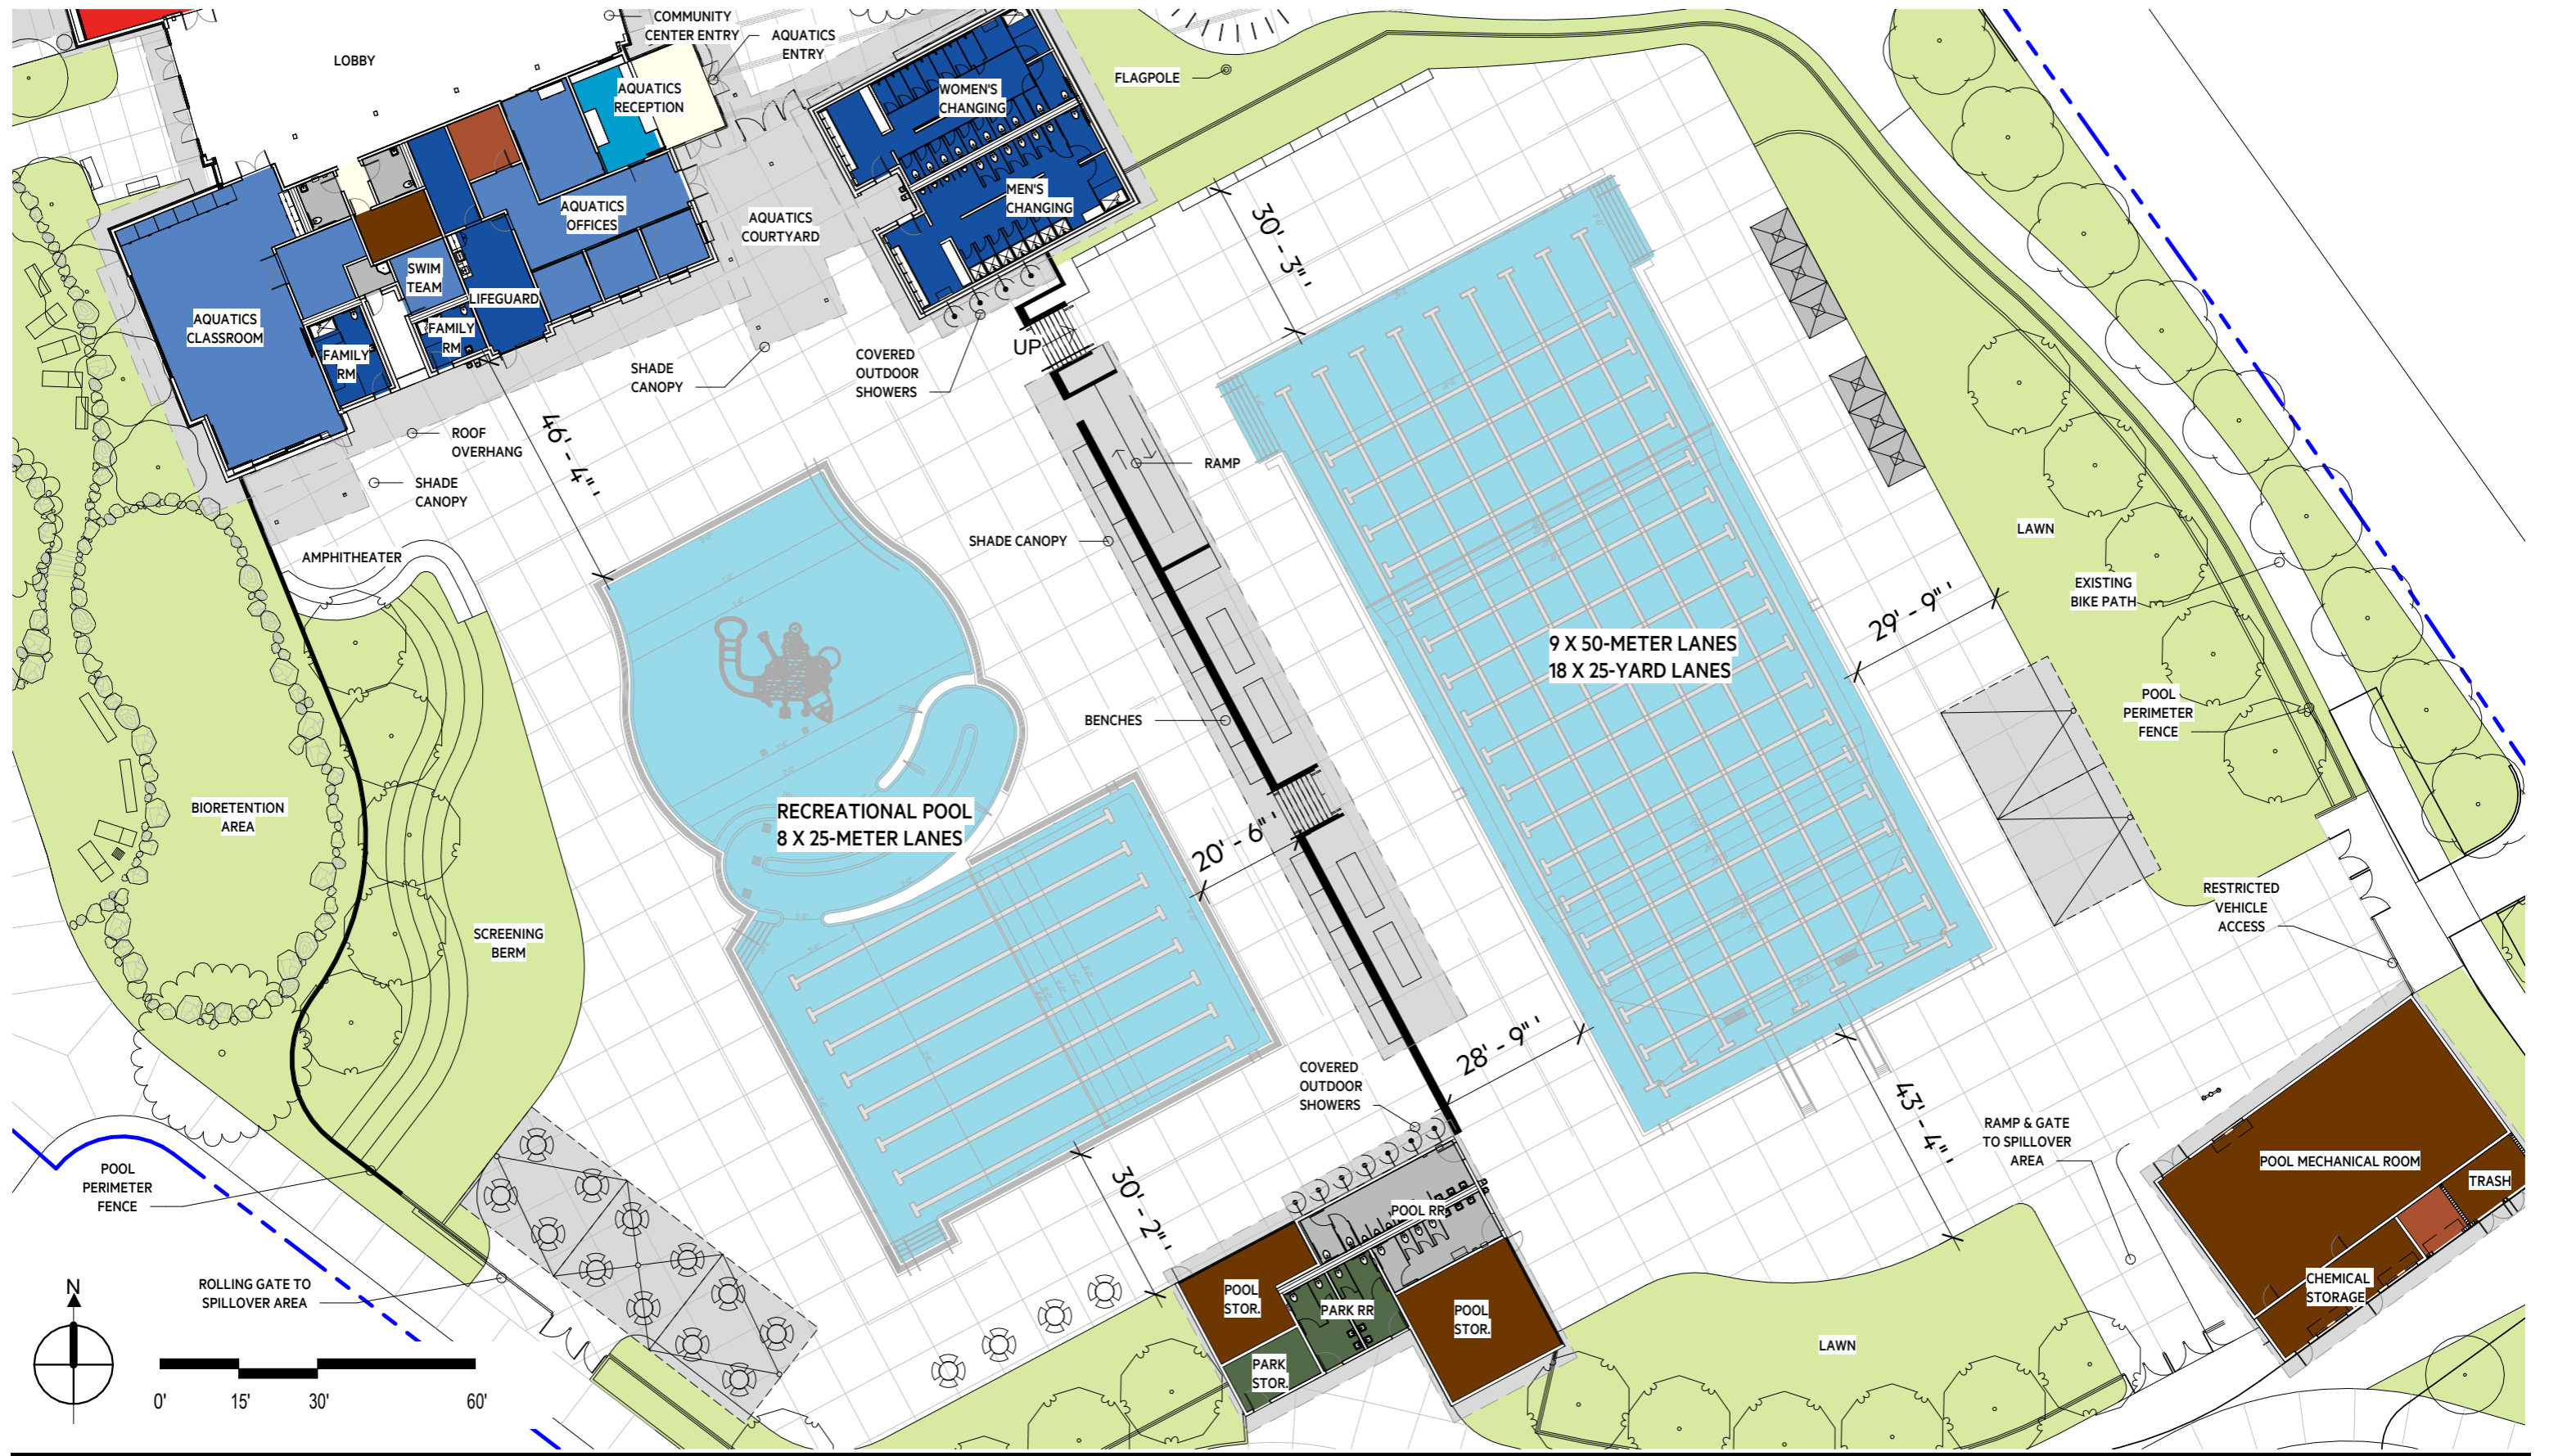 COMMUNITY
CENTER ENTRY
AQUATICS
ENTRY
LOBBY
FLAGPOLE
AQUATICS
RECEPTION
WOMEN'S
CHANGING
MEN'S
CHANGING
AQUATICS
OFFICES
AQUATICS
COURTYARD
30' - 3"
SWIM
TEAM
LIFEGUARD
AQUATICS
CLASSROOM
FAMILY
RM
FAMILY
RM
UP
SHADE
CANOPY
COVERED
OUTDOOR
SHOWERS
46' - 4"
ROOF
OVERHANG
RAMP
SHADE
CANOPY
SHADE CANOPY
LAWN
AMPHITHEATER
EXISTING
BIKE PATH
29' - 9"
9 X 50-METER LANES
18 X 25-YARD LANES
POOL
PERIMETER
FENCE
BENCHES
BIORETENTION
AREA
RECREATIONAL POOL
8 X 25-METER LANES
20' - 6"
RESTRICTED
VEHICLE
ACCESS
SCREENING
BERM
28' - 9"
COVERED
OUTDOOR
SHOWERS
43' - 4"
RAMP & GATE
TO SPILLOVER
AREA
POOL MECHANICAL ROOM
TRASH
POOL
PERIMETER
FENCE
30' - 2"
POOL RR
ROLLING GATE TO
SPILLOVER AREA
POOL
STOR.
PARK RR
POOL
STOR.
CHEMICAL
STORAGE
N
LAWN
PARK
STOR.
0' 15' 30' 60'